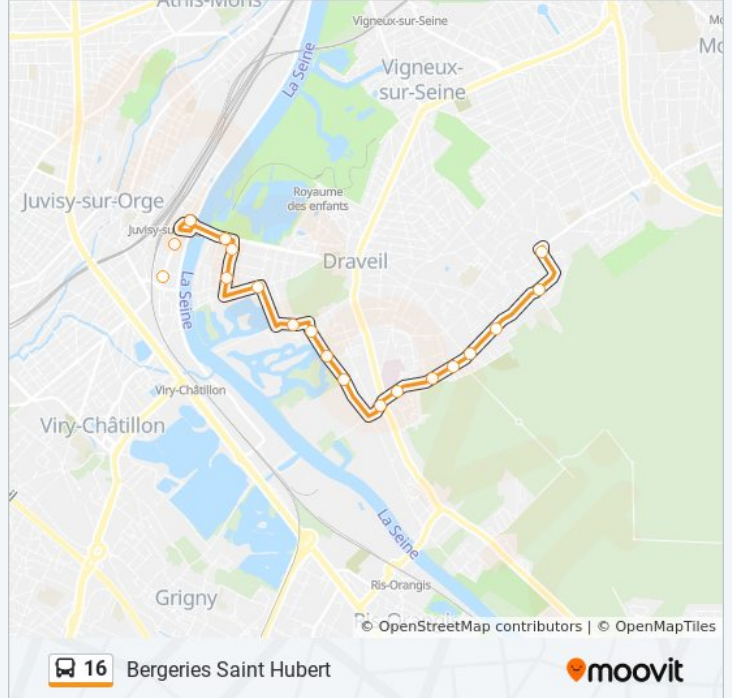 Athis-Mons
Vigneux-sur-Seine
La Seine
Vigneux-
sur-Seine
Juvisy-sur-Orge
Royaume
des enfants
Draveil
La Seine
Viry-Châtillon
Viry-Châtillon
La Seine
Ris-Orangis
Grigny
© OpenStreetMap contributors | © OpenMapTiles
16
Bergeries Saint Hubert
moovit